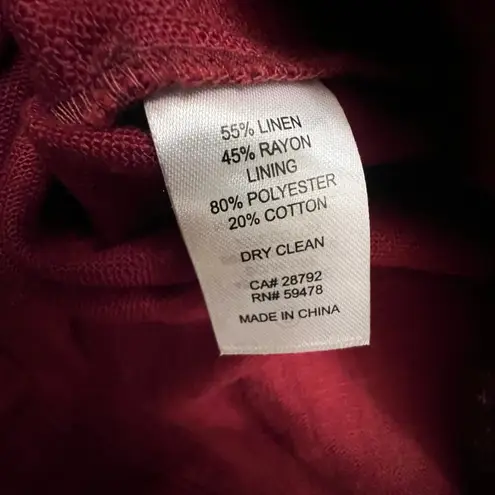 55% LINEN
45% RAYON
LINING
80% POLYESTER
20% COTTON
DRY CLEAN
CA# 28792
RN# 59478
MADE IN CHINA